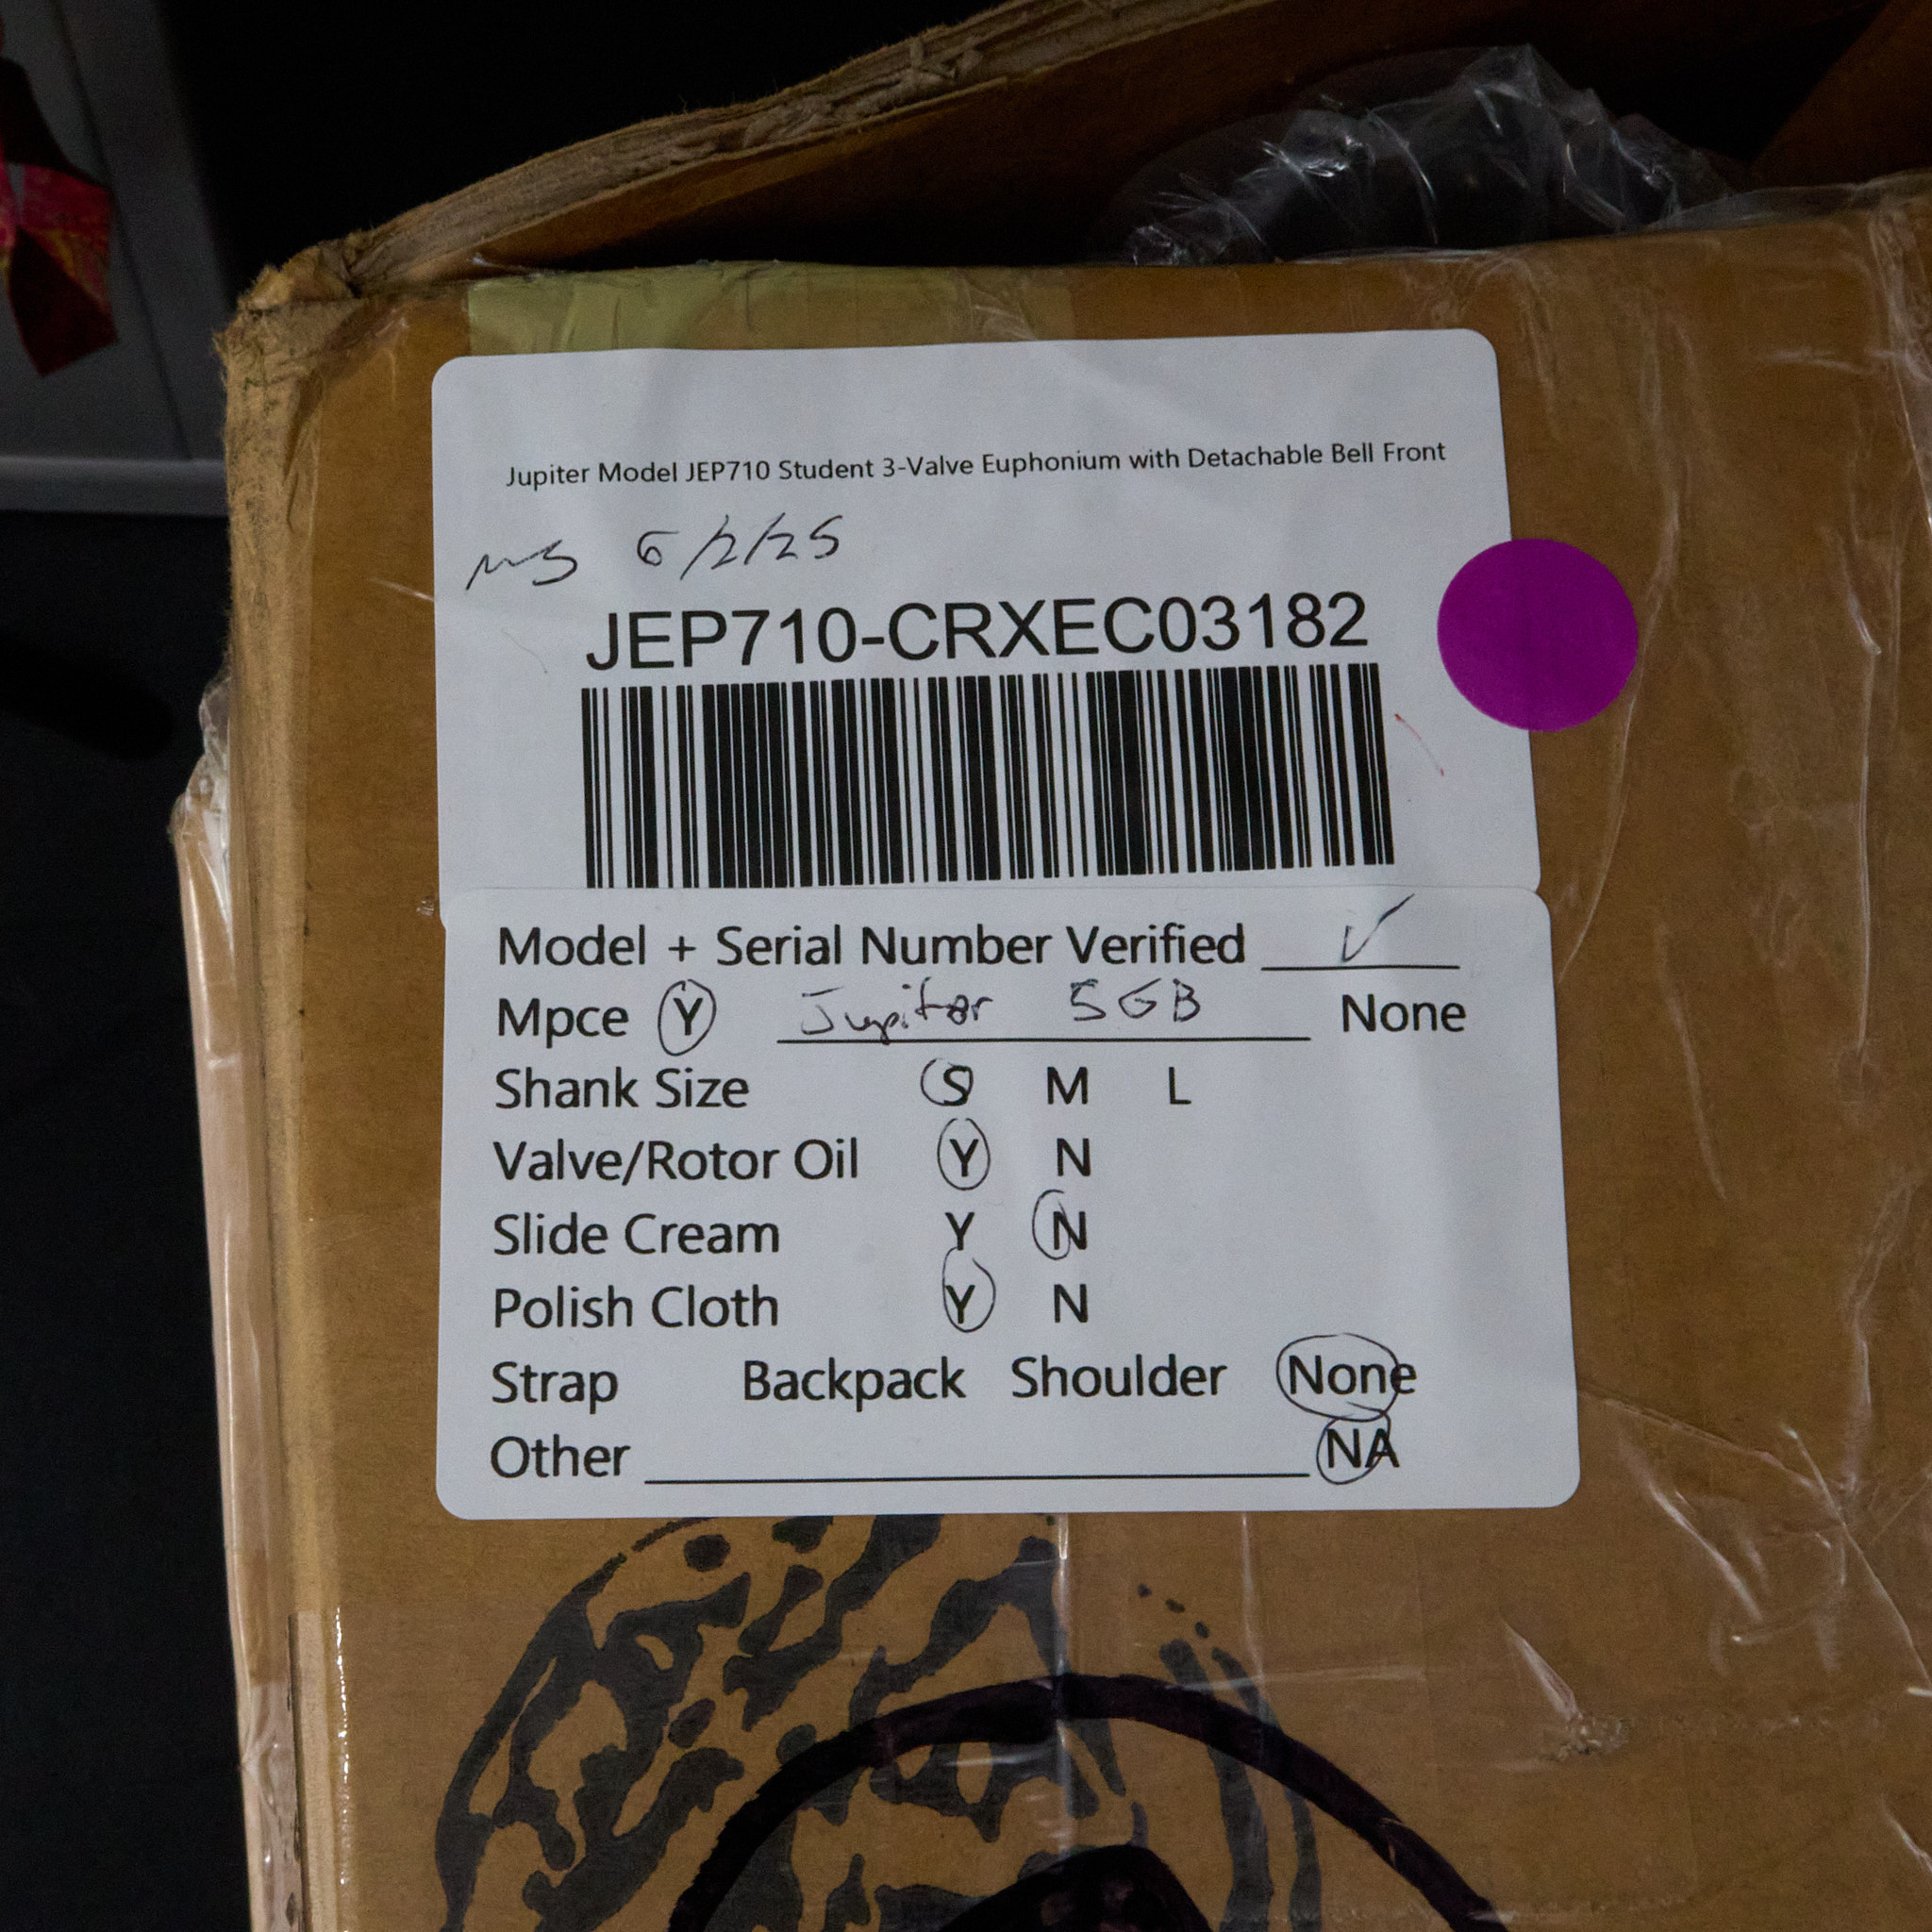 Jupiter Model JEP710 Student 3-Valve Euphonium with Detachable Bell Front
MS 6/2/25
JEP710-CRXEC03182
Model + Serial Number Verified ✓
Mpce Y Jupiter 5GB None
Shank Size S M L
Valve/Rotor Oil Y N
Slide Cream Y N
Polish Cloth Y N
Strap Backpack Shoulder None
Other NA